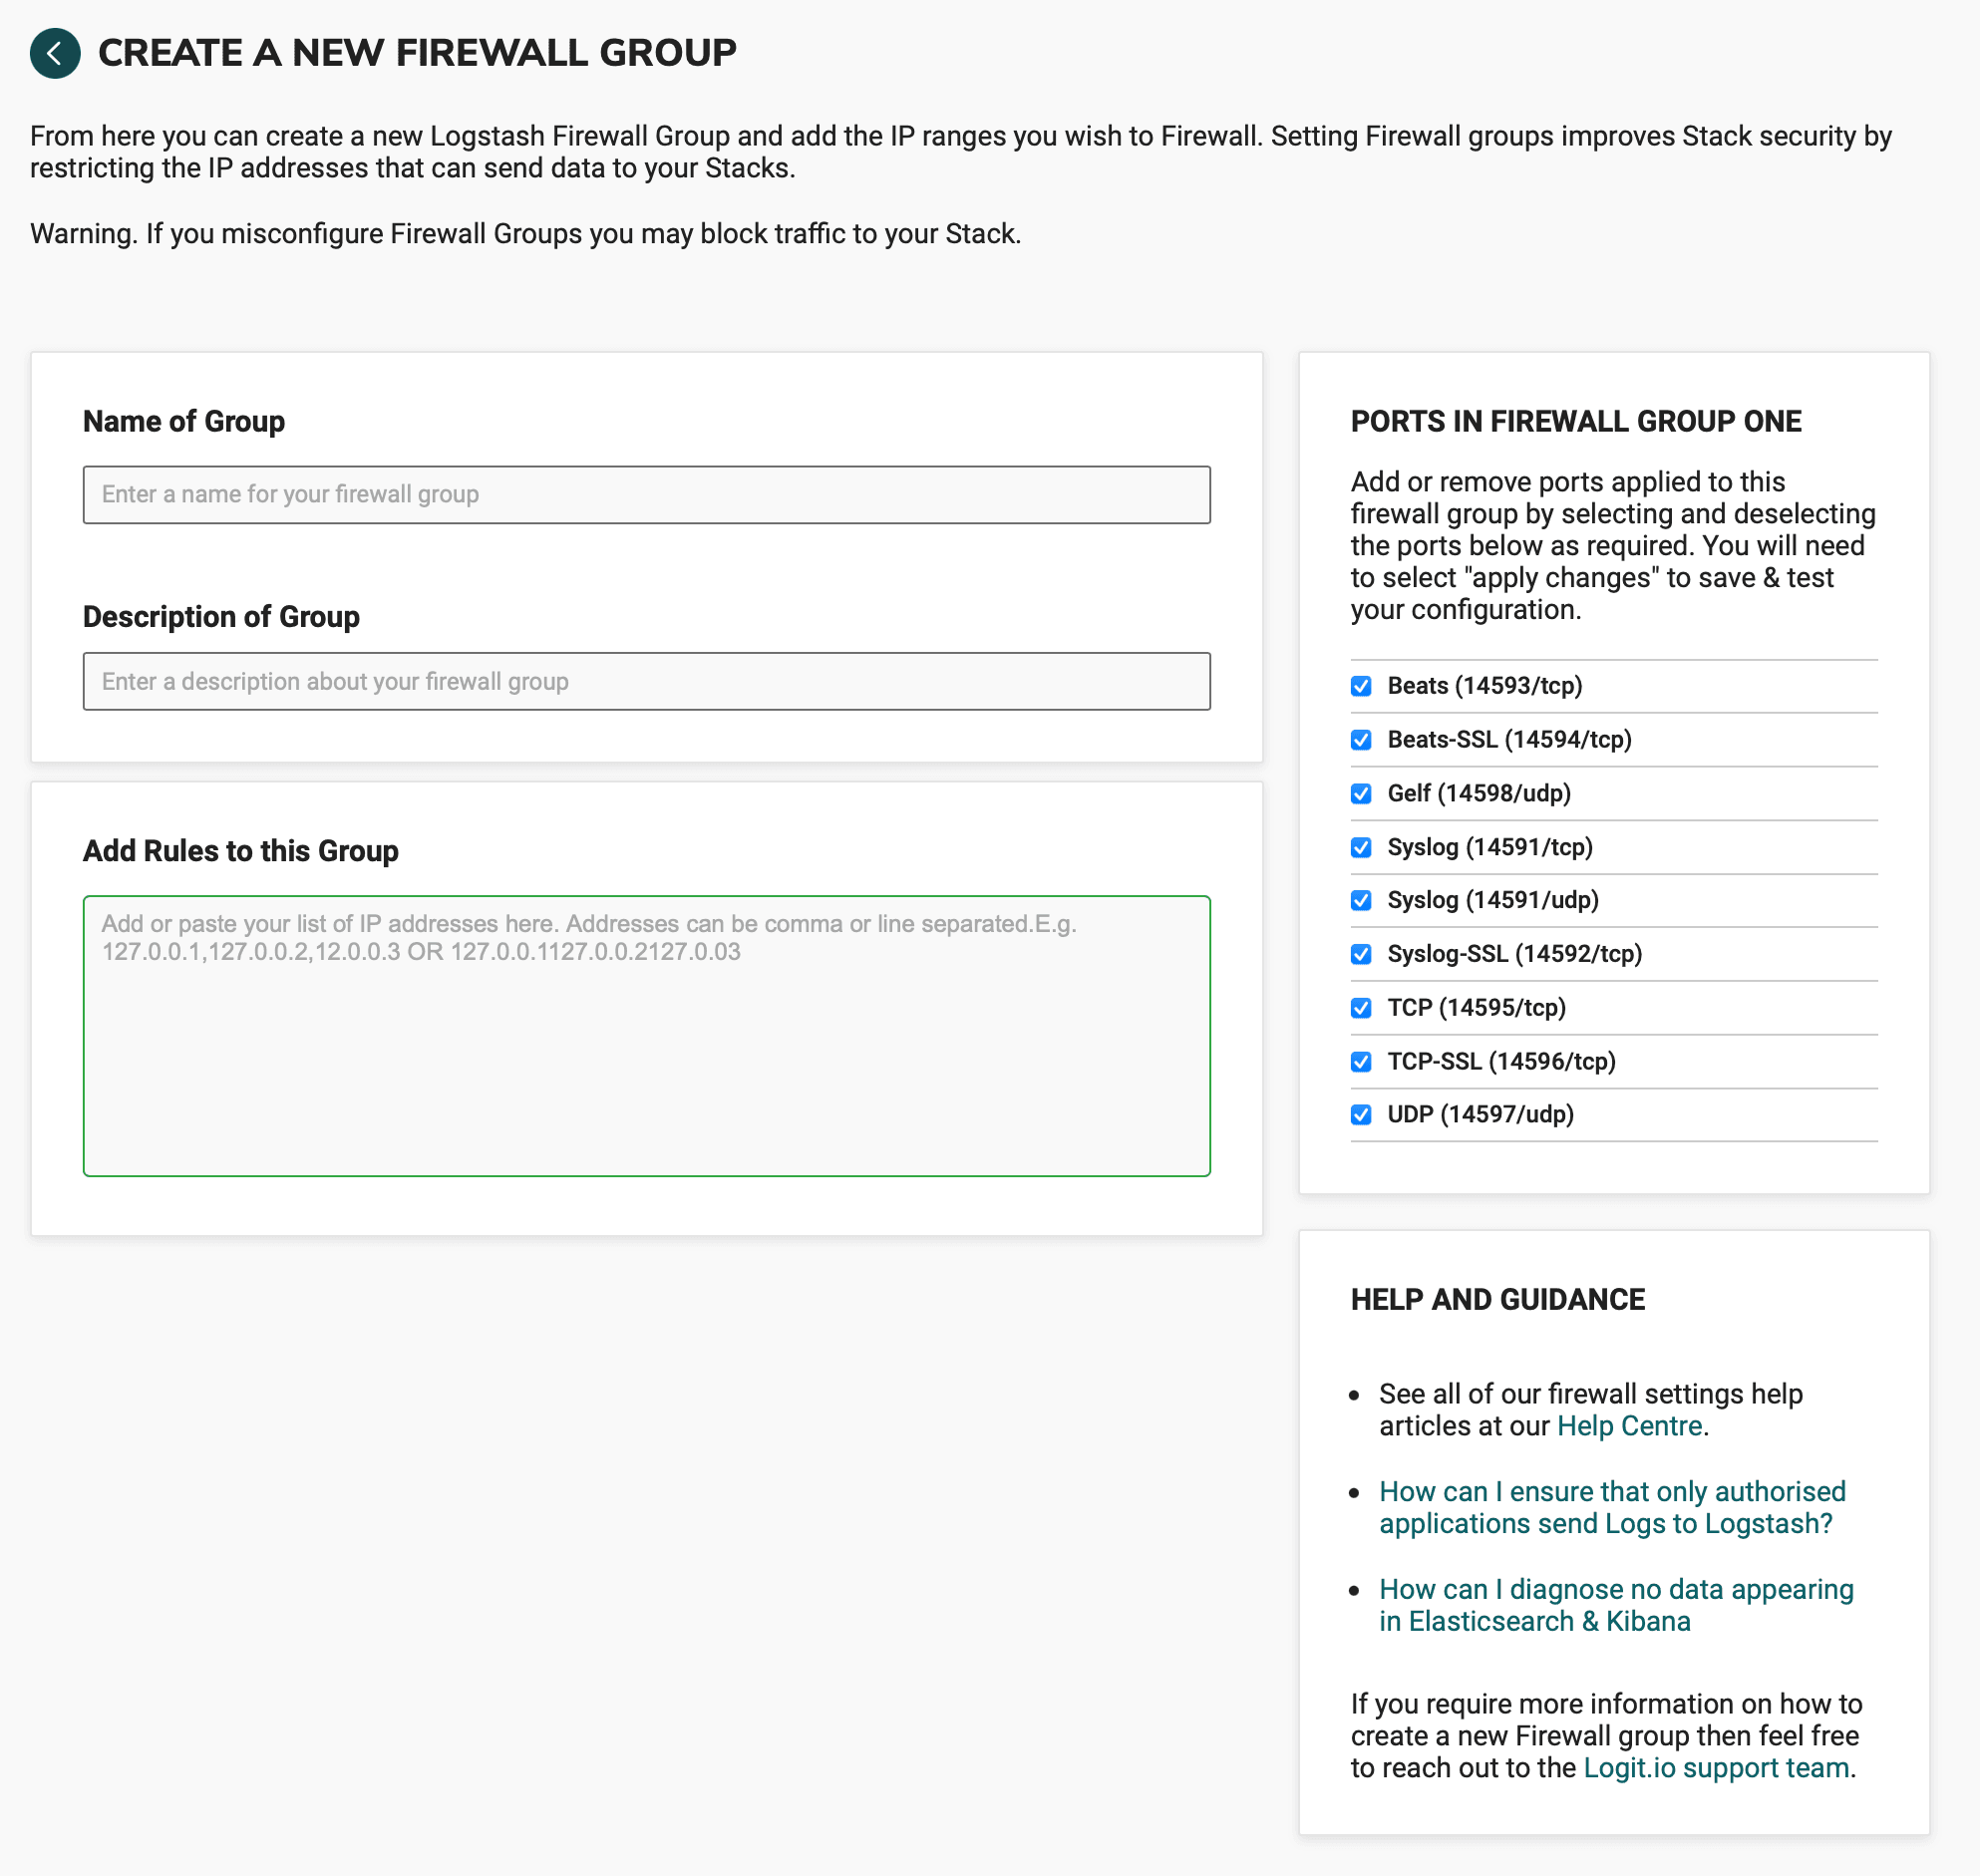 CREATE A NEW FIREWALL GROUP
From here you can create a new Logstash Firewall Group and add the IP ranges you wish to Firewall. Setting Firewall groups improves Stack security by
restricting the IP addresses that can send data to your Stacks.
Warning. If you misconfigure Firewall Groups you may block traffic to your Stack.
Name of Group
Enter a name for your firewall group
Description of Group
Enter a description about your firewall group
Add Rules to this Group
Add or paste your list of IP addresses here. Addresses can be comma or line separated.E.g.
127.0.0.1,127.0.0.2,12.0.0.3 OR 127.0.0.1127.0.0.2127.0.03
PORTS IN FIREWALL GROUP ONE
Add or remove ports applied to this
firewall group by selecting and deselecting
the ports below as required. You will need
to select "apply changes" to save & test
your configuration.
Beats (14593/tcp)
Beats-SSL (14594/tcp)
Gelf (14598/udp)
Syslog (14591/tcp)
Syslog (14591/udp)
Syslog-SSL (14592/tcp)
TCP (14595/tcp)
TCP-SSL (14596/tcp)
UDP (14597/udp)
HELP AND GUIDANCE
See all of our firewall settings help
articles at our Help Centre.
How can I ensure that only authorised
applications send Logs to Logstash?
How can I diagnose no data appearing
in Elasticsearch & Kibana
If you require more information on how to
create a new Firewall group then feel free
to reach out to the Logit.io support team.